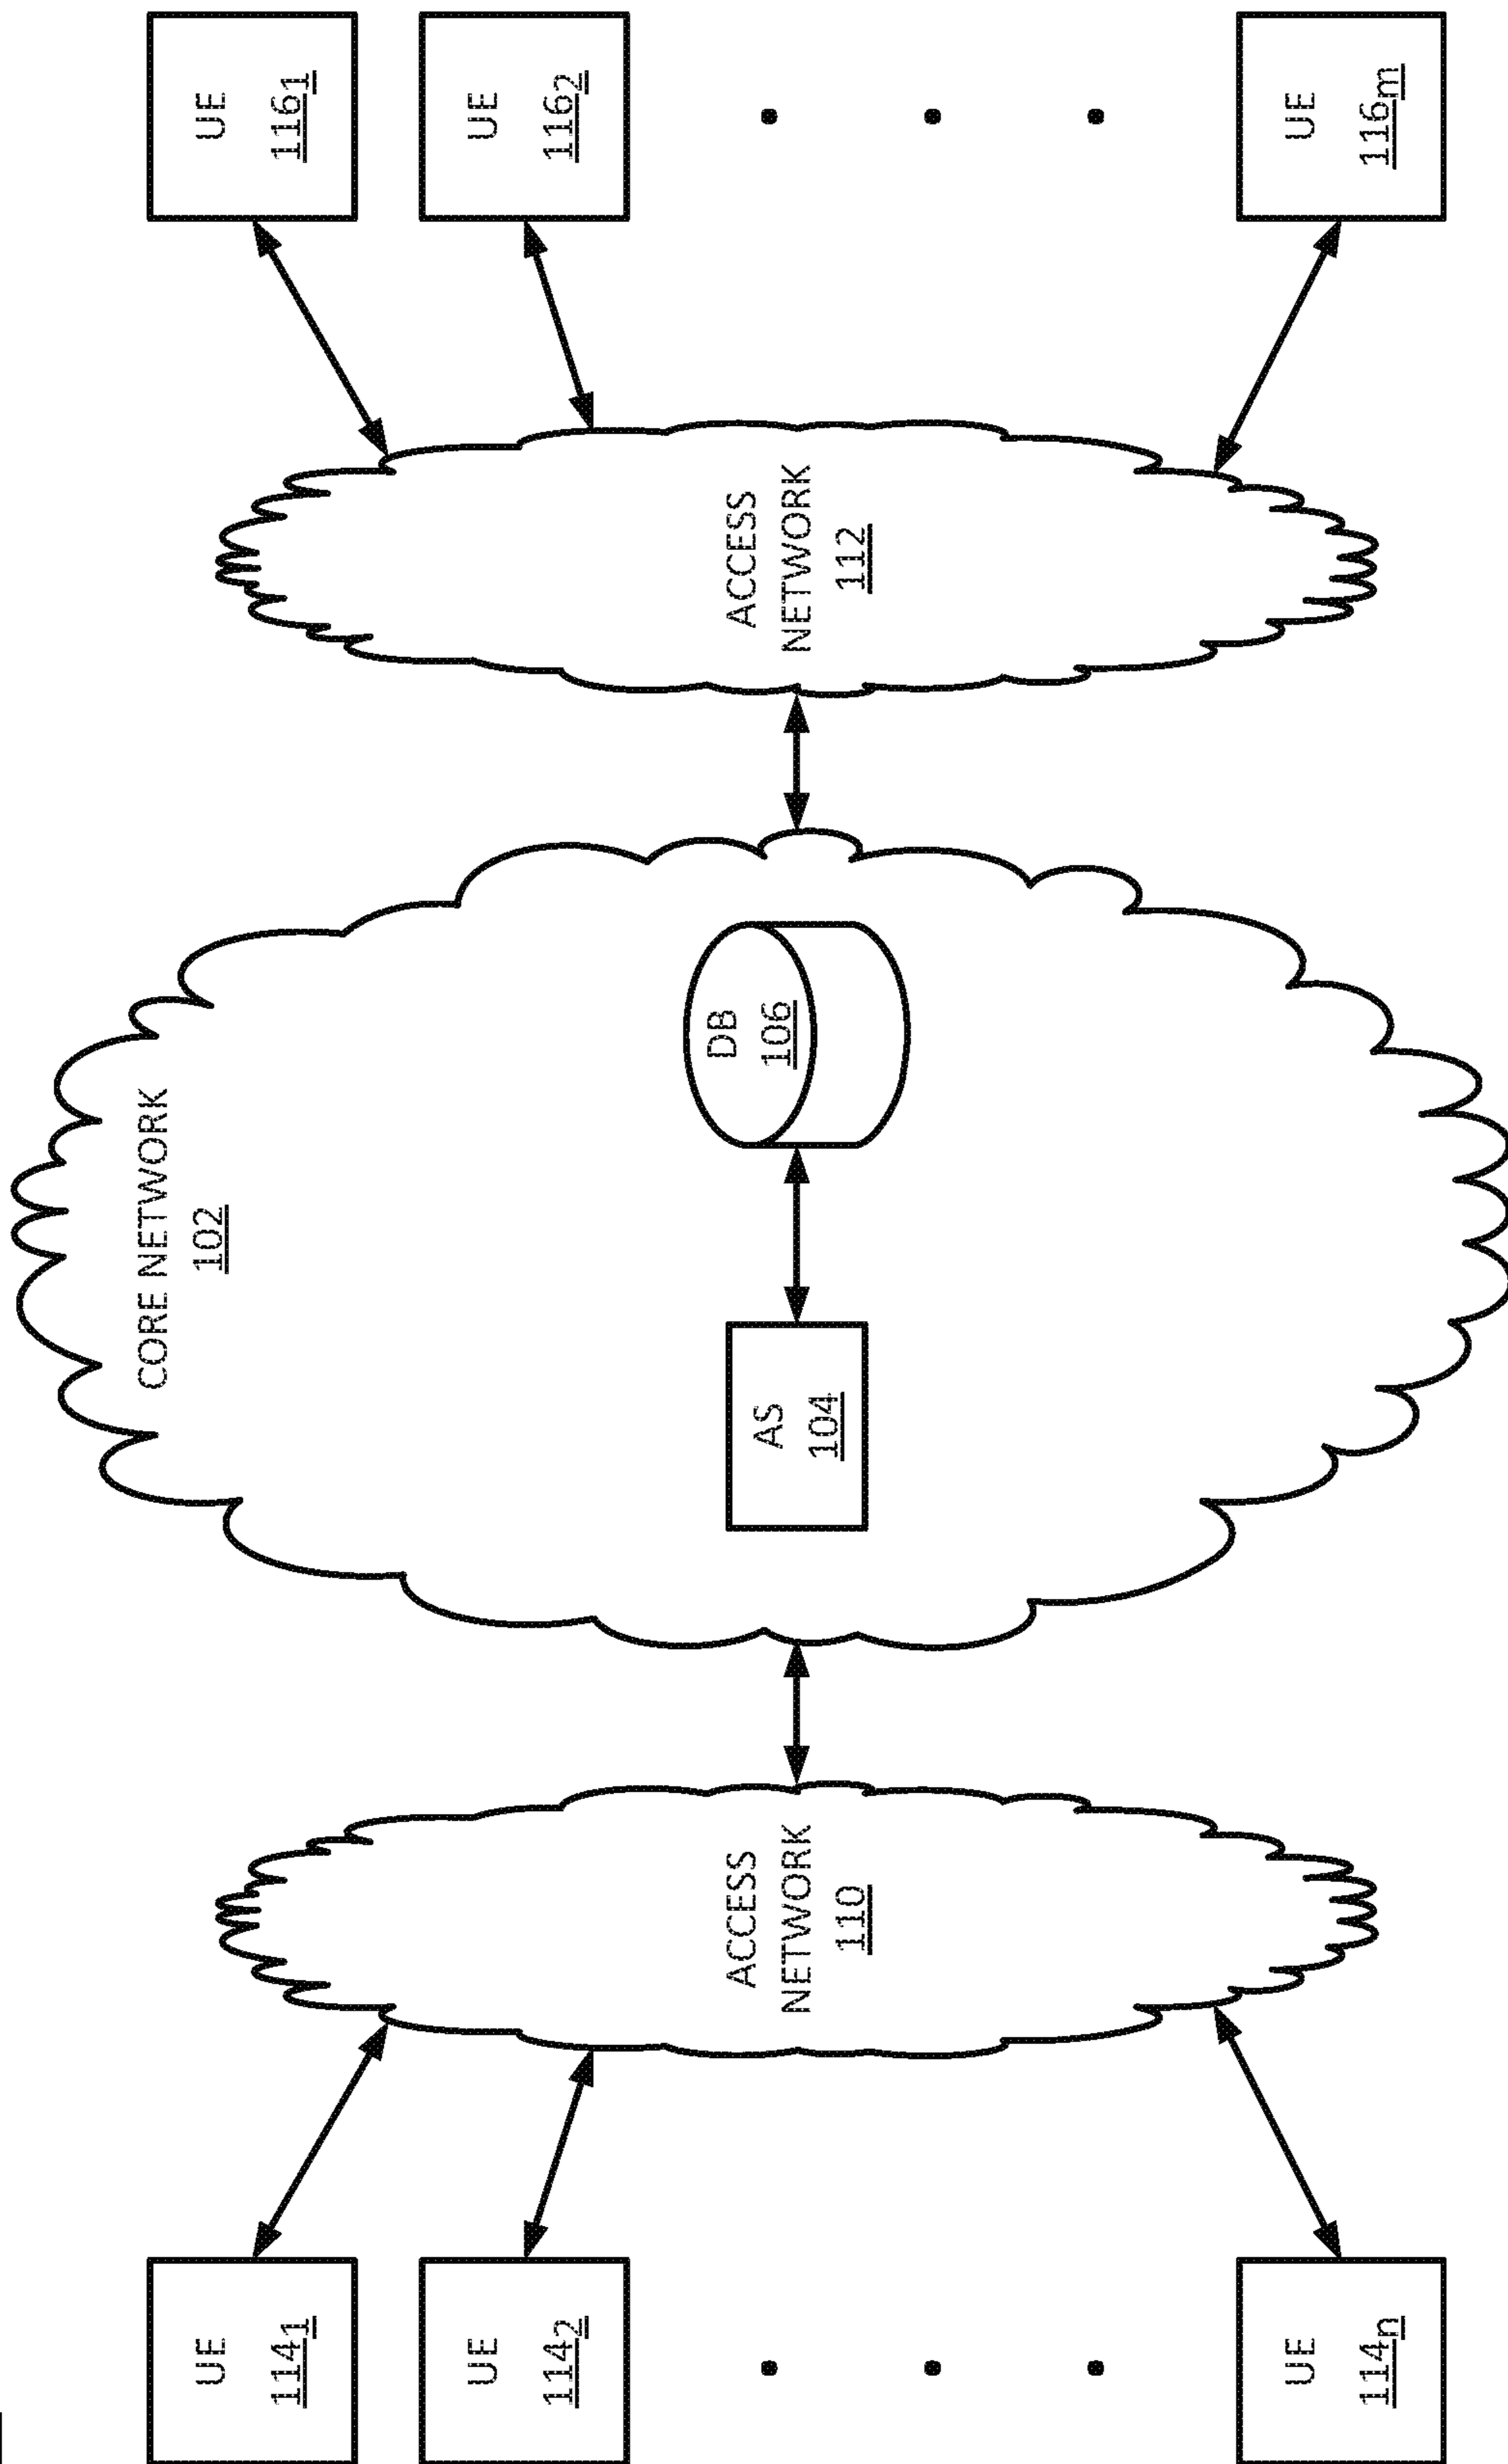 UE
114₁
UE
114₂
UE
114ₙ
ACCESS
NETWORK
110
CORE NETWORK
102
AS
104
DB
106
ACCESS
NETWORK
112
UE
116₁
UE
116₂
UE
116ₘ